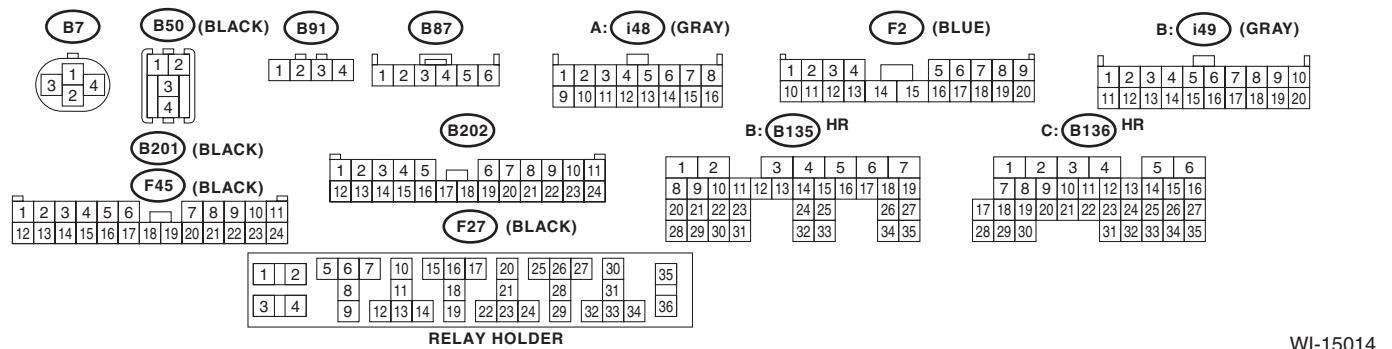 B7
B50 (BLACK)
B91
B87
A: i48 (GRAY)
F2 (BLUE)
B: i49 (GRAY)
1
3 4
2
1 2
3
4
1 2 3 4
1 2 3 4 5 6
1 2 3 4 5 6 7 8
9 10 11 12 13 14 15 16
1 2 3 4 5 6 7 8 9
10 11 12 13 14 15 16 17 18 19 20
1 2 3 4 5 6 7 8 9 10
11 12 13 14 15 16 17 18 19 20
B201 (BLACK)
F45 (BLACK)
1 2 3 4 5 6 7 8 9 10 11
12 13 14 15 16 17 18 19 20 21 22 23 24
B202
1 2 3 4 5 6 7 8 9 10 11
12 13 14 15 16 17 18 19 20 21 22 23 24
B: B135 HR
1 2 3 4 5 6 7
8 9 10 11 12 13 14 15 16 17 18 19
20 21 22 23 24 25 26 27
28 29 30 31 32 33 34 35
C: B136 HR
1 2 3 4 5 6
7 8 9 10 11 12 13 14 15 16
17 18 19 20 21 22 23 24 25 26 27
28 29 30 31 32 33 34 35
F27 (BLACK)
1 2 5 6 7 10 15 16 17 20 25 26 27 30 35
8 11 18 21 28 31
3 4 9 12 13 14 19 22 23 24 29 32 33 34 36
RELAY HOLDER
WI-15014